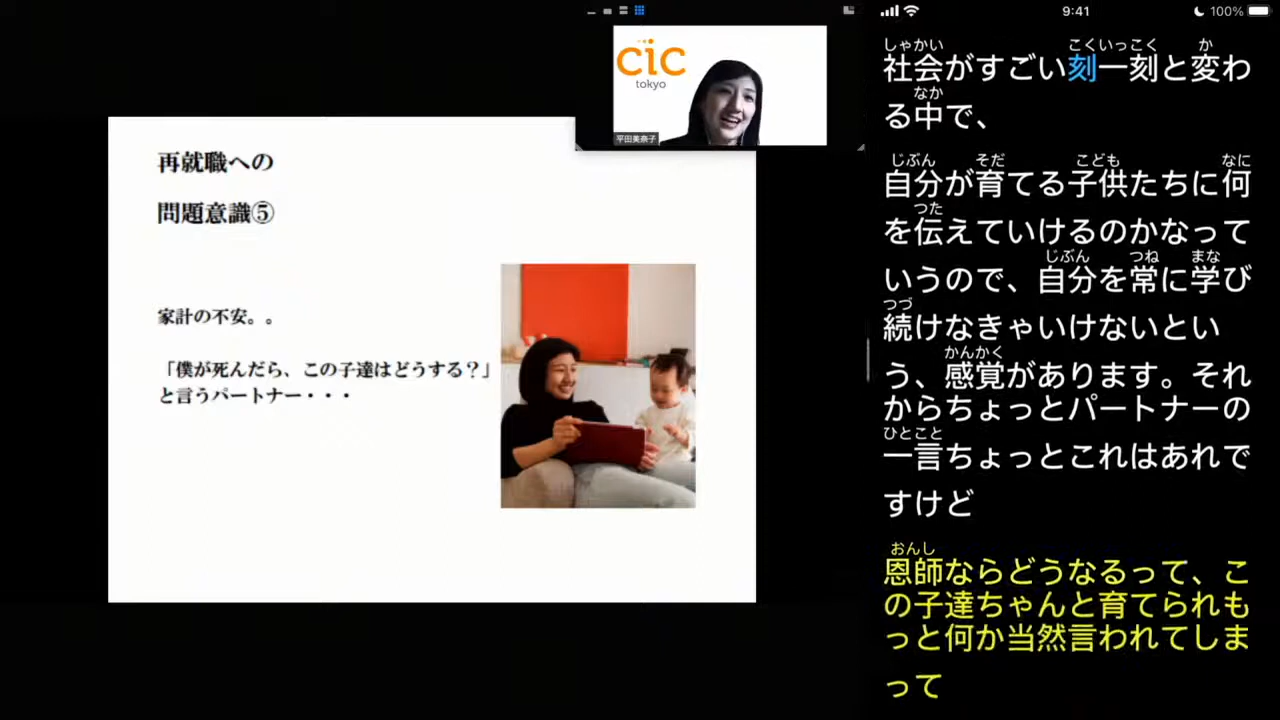 cic
tokyo
平田美奈子
再就職への
問題意識⑤
家計の不安。。
「僕が死んだら、この子達はどうする？」
と言うパートナー・・・
9:41
100%
しゃかい こくいっこく か
社会がすごい刻一刻と変わ
なか
る中で、
じぶん そだ こども なに
自分が育てる子供たちに何
つた
を伝えていけるのかなって
じぶん つね まな
いうので、自分を常に学び
つづ
続けなきゃいけないとい
かんかく
う、感覚があります。それ
からちょっとパートナーの
ひとこと
一言ちょっとこれはあれで
すけど
おんし
恩師ならどうなるって、こ
の子達ちゃんと育てられも
っと何か当然言われてしま
って